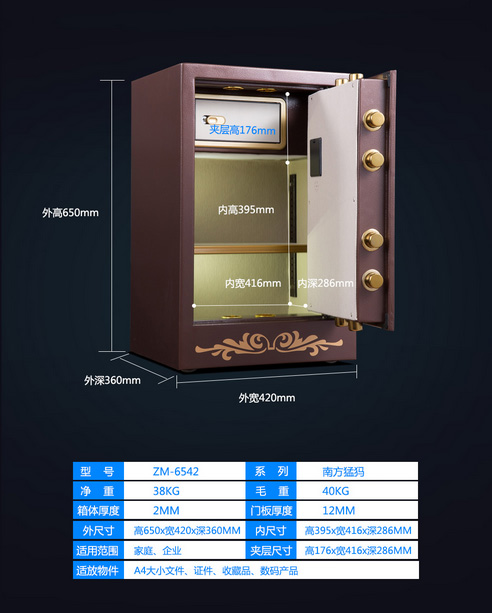 夹层高176mm
外高650mm
内高395mm
内宽416mm
内深286mm
外深360mm
外宽420mm
型 号 ZM-6542 系 列 南方猛犸
净 重 38KG 毛 重 40KG
箱体厚度 2MM 门板厚度 12MM
外尺寸 高650x宽420x深360MM 内尺寸 高395x宽416x深286MM
适用范围 家庭、企业 夹层尺寸 高176x宽416x深286MM
适放物件 A4大小文件、证件、收藏品、数码产品